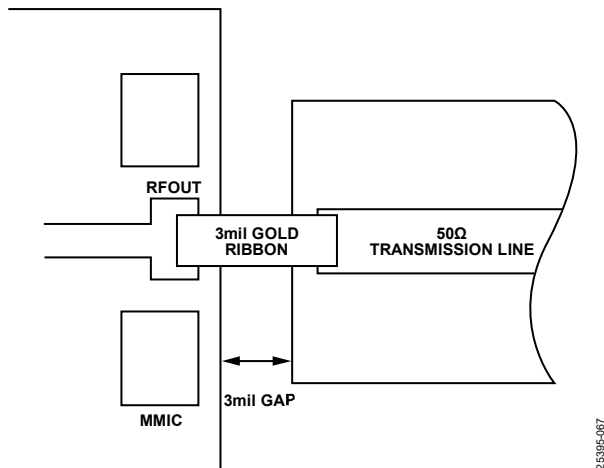 RFOUT
3mil GOLD
RIBBON
50Ω
TRANSMISSION LINE
3mil GAP
MMIC
25395-067